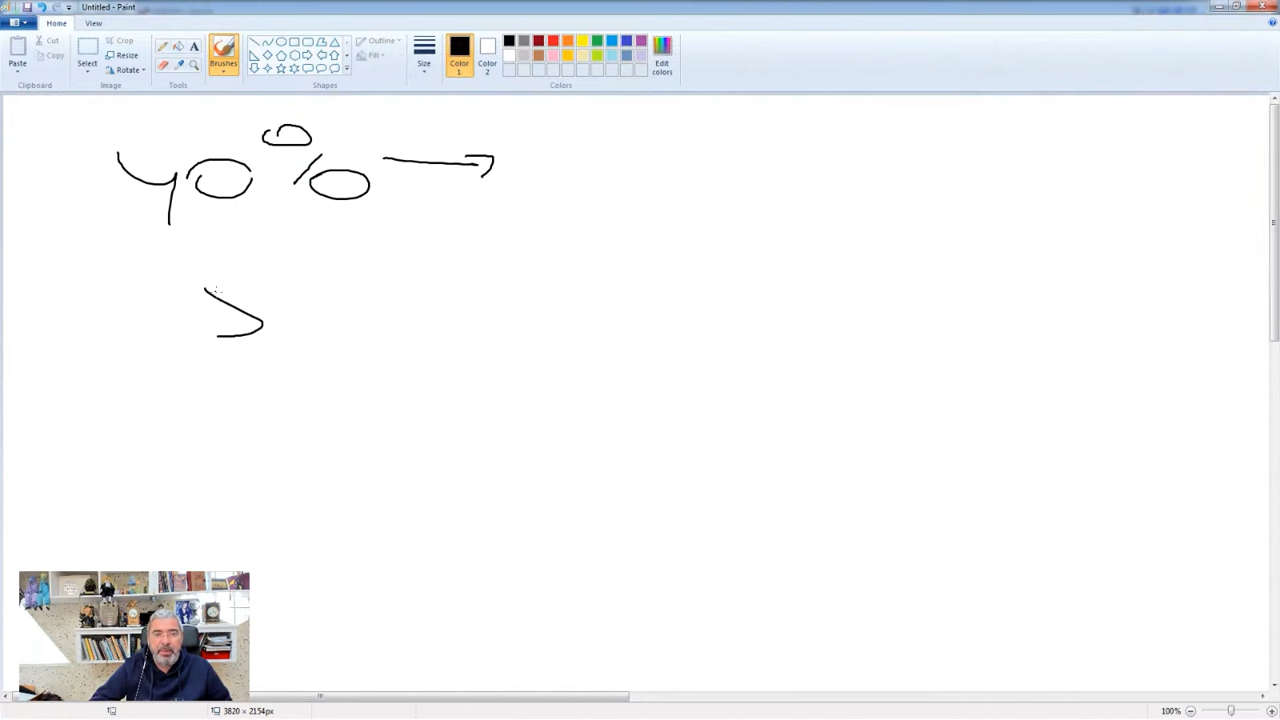 Untitled - Paint
Home View
Cut
Copy
Paste
Clipboard
Select
Crop
Resize
Rotate
Image
Tools
Brushes
Shapes
Outline
Fill
Size
Color 1
Color 2
Edit colors
Colors
40%
3820 × 2154px
100%